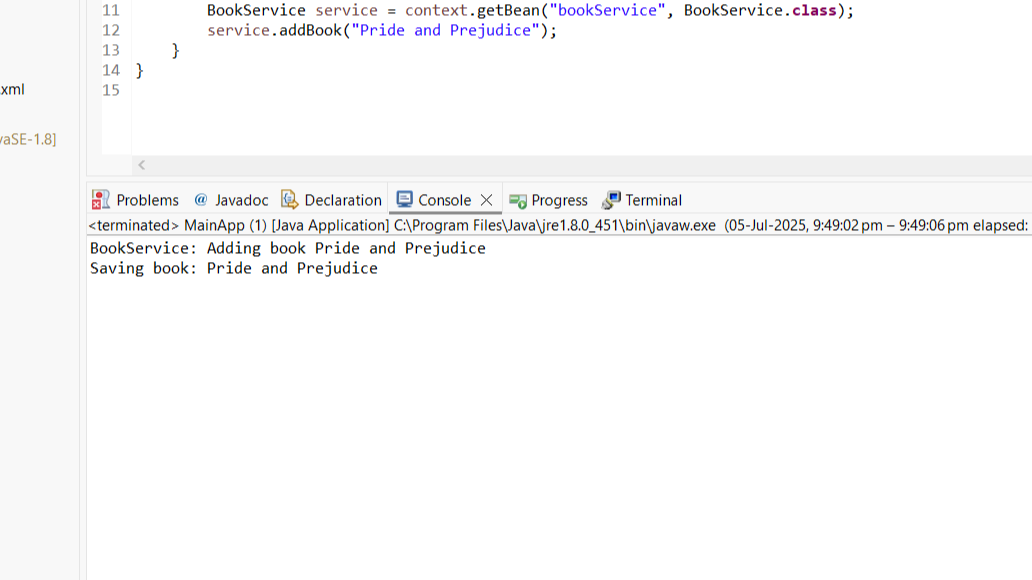 11 BookService service = context.getBean("bookService", BookService.class);
12 service.addBook("Pride and Prejudice");
13 }
14 }
15
.xml
vaSE-1.8]
Problems @ Javadoc Declaration Console Progress Terminal
<terminated> MainApp (1) [Java Application] C:\Program Files\Java\jre1.8.0_451\bin\javaw.exe (05-Jul-2025, 9:49:02 pm – 9:49:06 pm elapsed:
BookService: Adding book Pride and Prejudice
Saving book: Pride and Prejudice